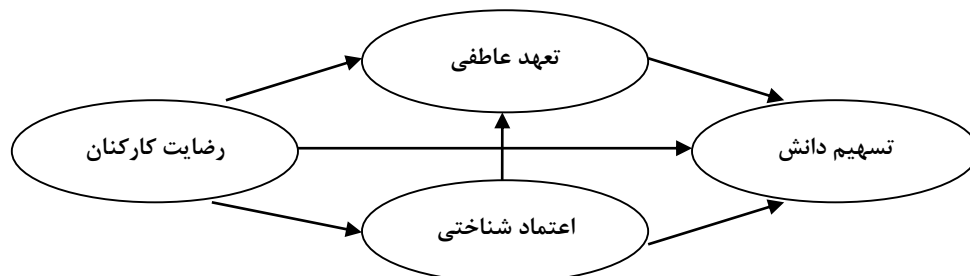 تعهد عاطفی
رضایت کارکنان
تسهیم دانش
اعتماد شناختی